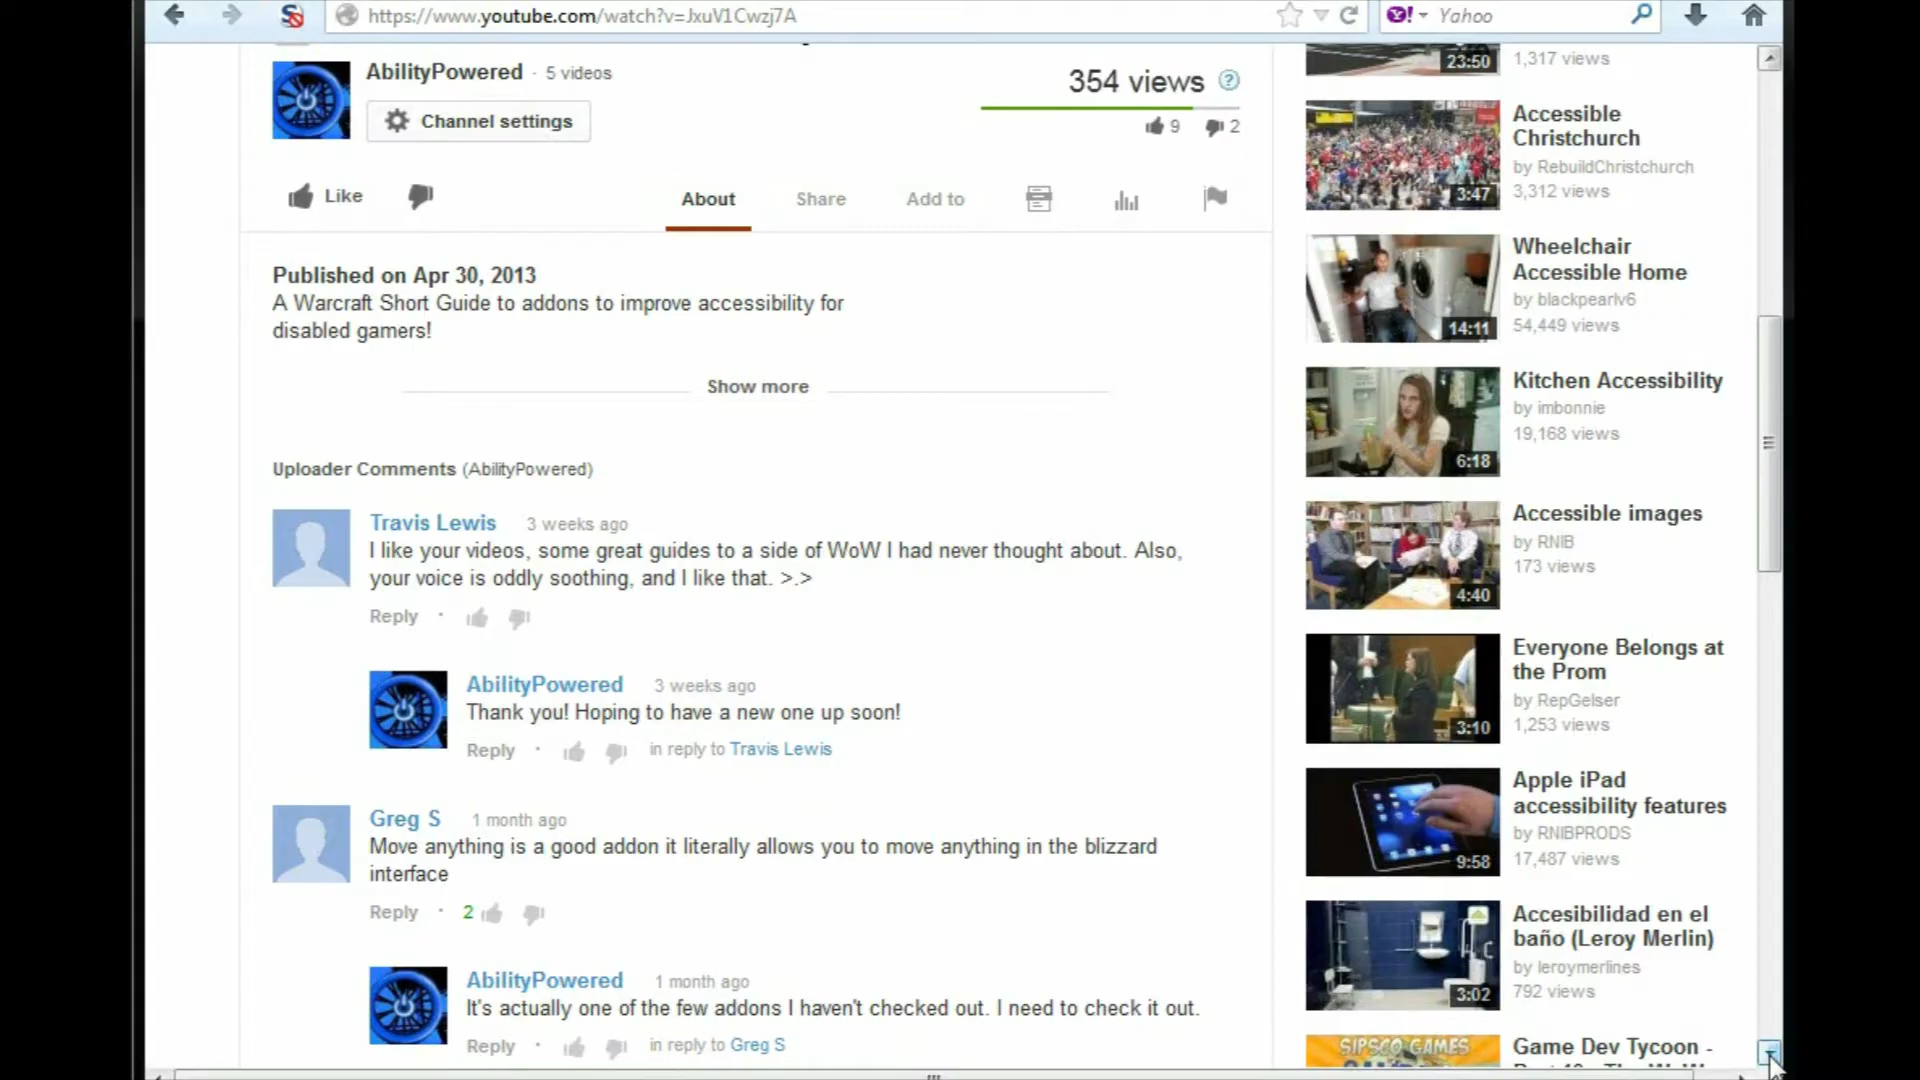 https://www.youtube.com/watch?v=JxuV1Cwzj7A
Yahoo
AbilityPowered · 5 videos
Channel settings
354 views
9 2
Like
About Share Add to
Published on Apr 30, 2013
A Warcraft Short Guide to addons to improve accessibility for
disabled gamers!
Show more
Uploader Comments (AbilityPowered)
Travis Lewis 3 weeks ago
I like your videos, some great guides to a side of WoW I had never thought about. Also,
your voice is oddly soothing, and I like that. >.>
Reply ·
AbilityPowered 3 weeks ago
Thank you! Hoping to have a new one up soon!
Reply · in reply to Travis Lewis
Greg S 1 month ago
Move anything is a good addon it literally allows you to move anything in the blizzard
interface
Reply · 2
AbilityPowered 1 month ago
It's actually one of the few addons I haven't checked out. I need to check it out.
Reply · in reply to Greg S
23:50
1,317 views
3:47
Accessible
Christchurch
by RebuildChristchurch
3,312 views
14:11
Wheelchair
Accessible Home
by blackpearlv6
54,449 views
6:18
Kitchen Accessibility
by imbonnie
19,168 views
4:40
Accessible images
by RNIB
173 views
3:10
Everyone Belongs at
the Prom
by RepGelser
1,253 views
9:58
Apple iPad
accessibility features
by RNIBPRODS
17,487 views
3:02
Accesibilidad en el
baño (Leroy Merlin)
by leroymerlines
792 views
SIPSCO GAMES
Game Dev Tycoon -